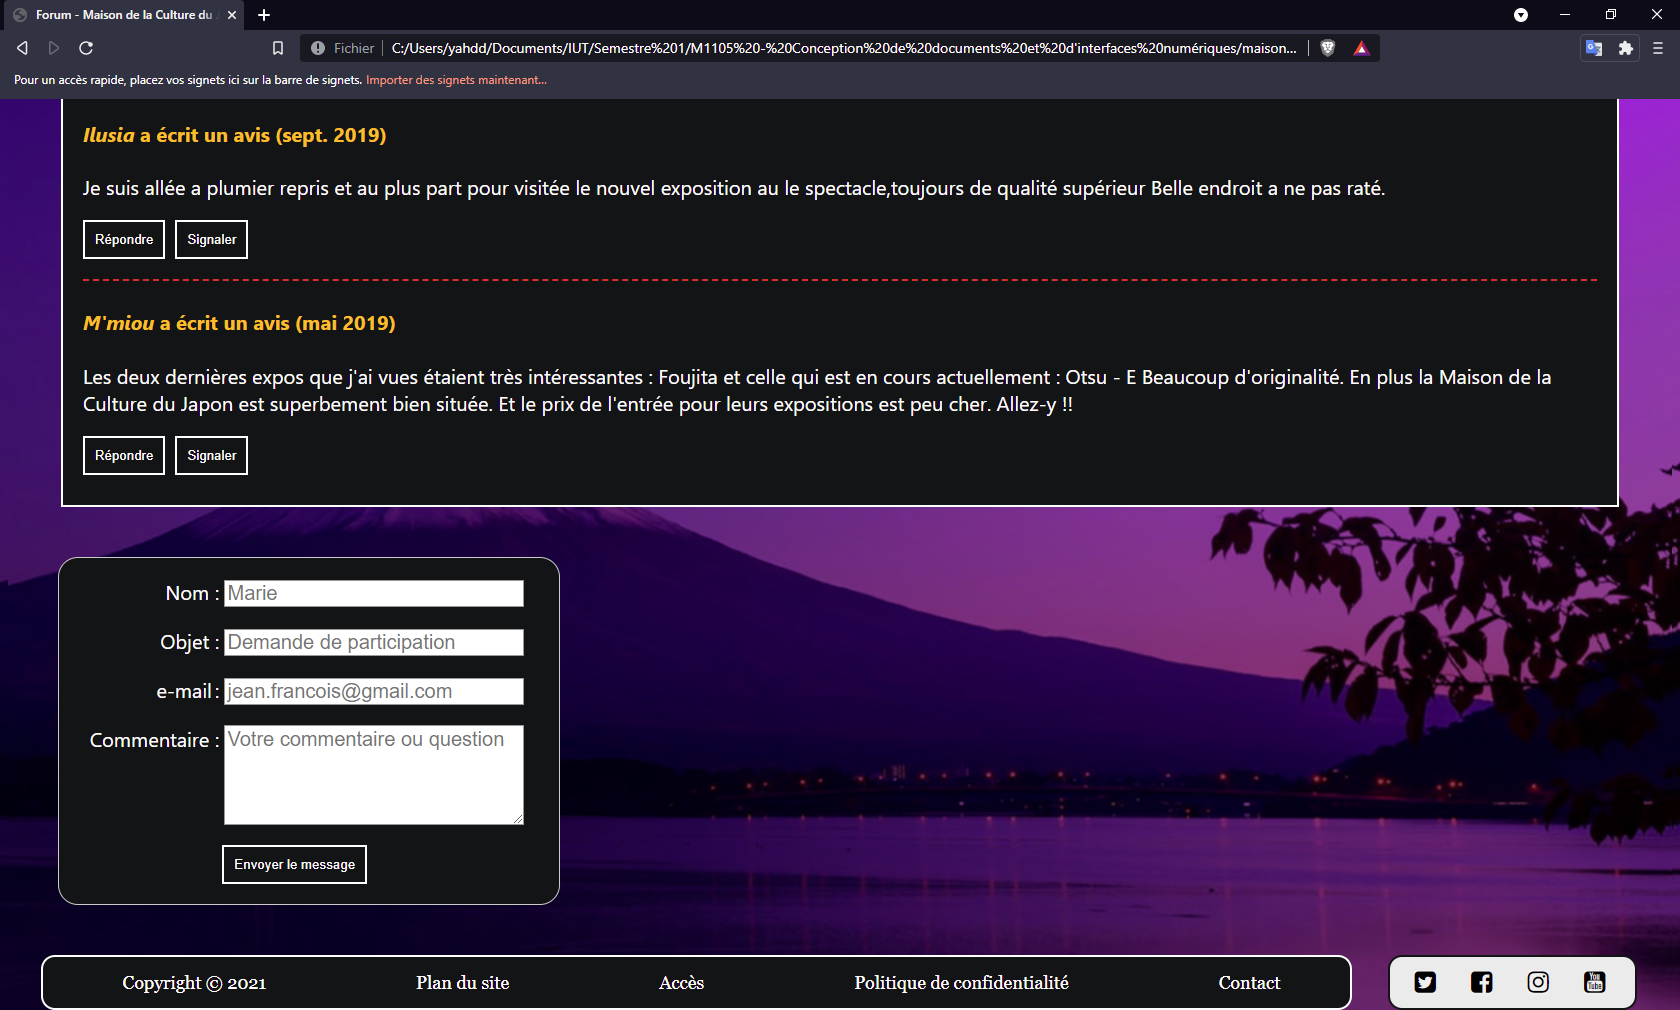 Forum - Maison de la Culture du J
Fichier C:/Users/yahdd/Documents/IUT/Semestre%201/M1105%20-%20Conception%20de%20documents%20et%20d'interfaces%20numériques/maison...
Pour un accès rapide, placez vos signets ici sur la barre de signets. Importer des signets maintenant...
Ilusia a écrit un avis (sept. 2019)
Je suis allée a plumier repris et au plus part pour visitée le nouvel exposition au le spectacle,toujours de qualité supérieur Belle endroit a ne pas raté.
Répondre Signaler
M'miou a écrit un avis (mai 2019)
Les deux dernières expos que j'ai vues étaient très intéressantes : Foujita et celle qui est en cours actuellement : Otsu - E Beaucoup d'originalité. En plus la Maison de la
Culture du Japon est superbement bien située. Et le prix de l'entrée pour leurs expositions est peu cher. Allez-y !!
Répondre Signaler
Nom : Marie
Objet : Demande de participation
e-mail : jean.francois@gmail.com
Commentaire : Votre commentaire ou question
Envoyer le message
Copyright © 2021 Plan du site Accès Politique de confidentialité Contact You Tube